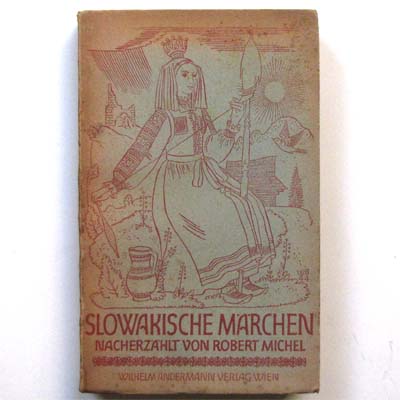 SLOWAKISCHE MÄRCHEN
NACHERZÄHLT VON ROBERT MICHEL
WILHELM ANDERMANN VERLAG WIEN